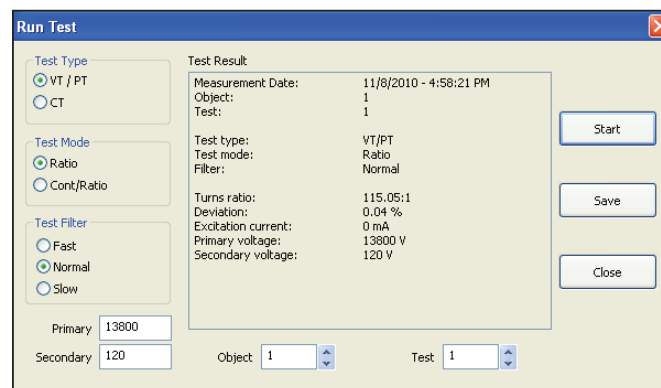 Run Test
Test Type
VT / PT
CT
Test Mode
Ratio
Cont/Ratio
Test Filter
Fast
Normal
Slow
Primary 13800
Secondary 120
Test Result
Measurement Date: 11/8/2010 - 4:58:21 PM
Object: 1
Test: 1
Test type: VT/PT
Test mode: Ratio
Filter: Normal
Turns ratio: 115.05:1
Deviation: 0.04 %
Excitation current: 0 mA
Primary voltage: 13800 V
Secondary voltage: 120 V
Object 1 Test 1
Start
Save
Close